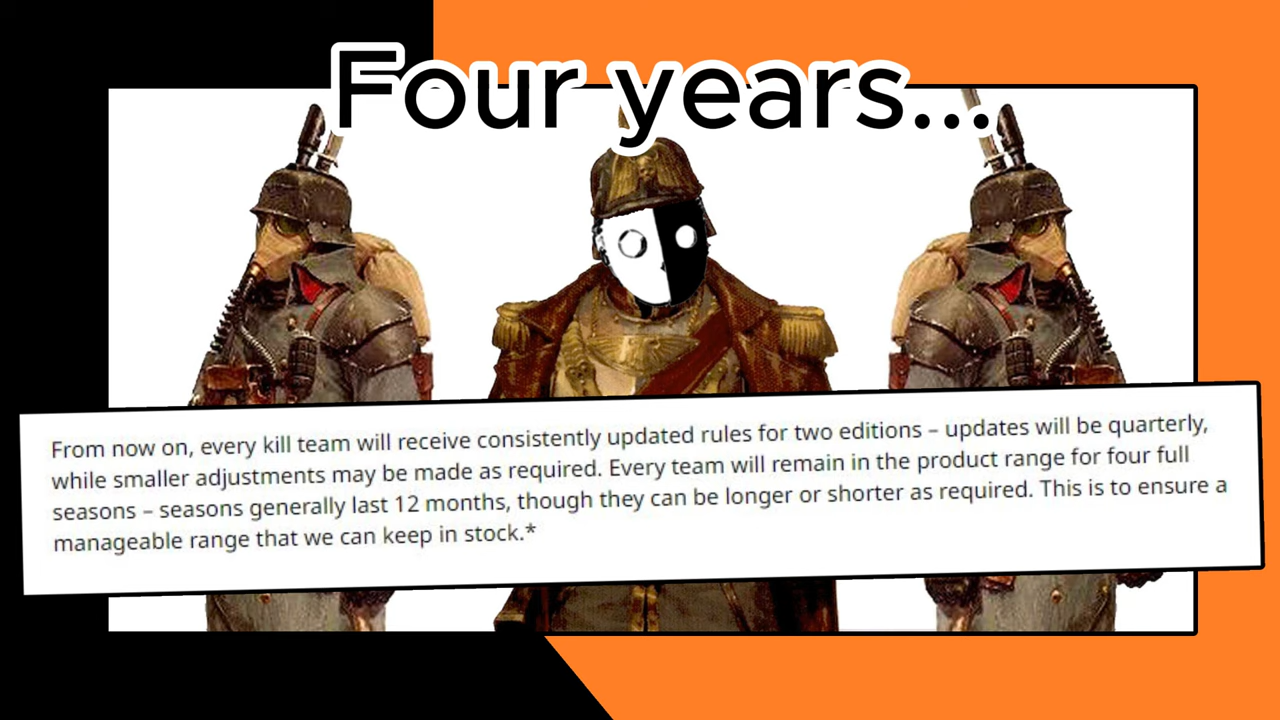 Four years...
From now on, every kill team will receive consistently updated rules for two editions – updates will be quarterly,
while smaller adjustments may be made as required. Every team will remain in the product range for four full
seasons – seasons generally last 12 months, though they can be longer or shorter as required. This is to ensure a
manageable range that we can keep in stock.*